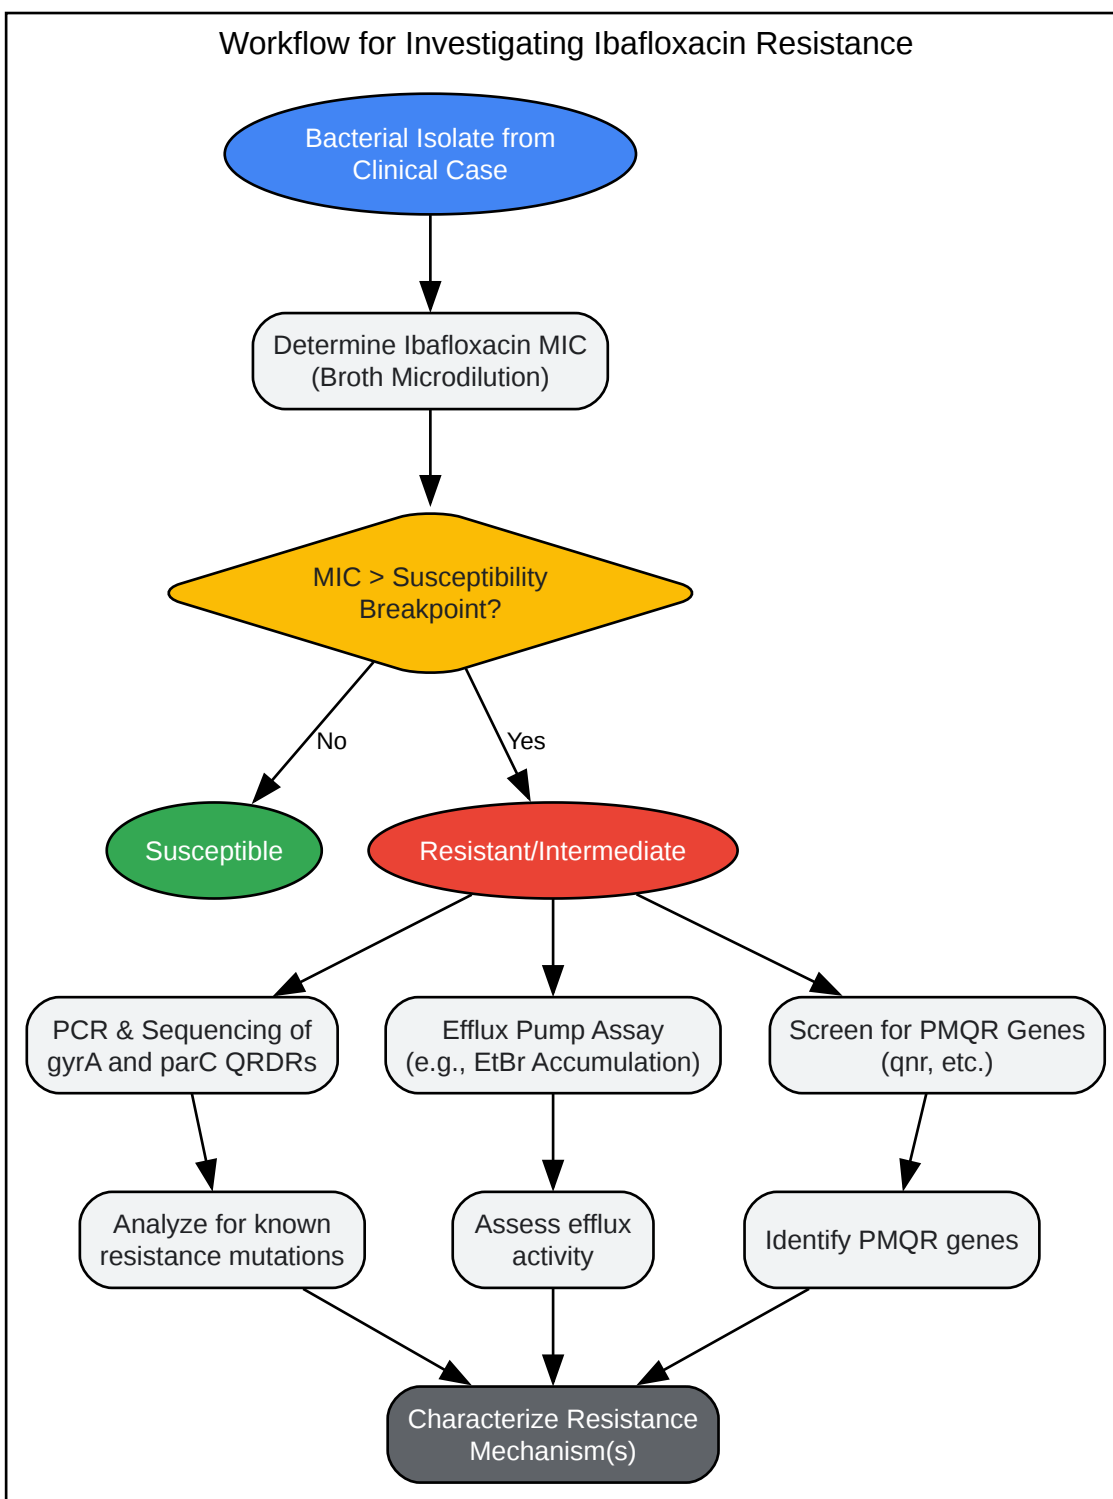 Workflow for Investigating Ibafloxacin Resistance
Bacterial Isolate from
Clinical Case
Determine Ibafloxacin MIC
(Broth Microdilution)
MIC > Susceptibility
Breakpoint?
No
Yes
Susceptible
Resistant/Intermediate
PCR & Sequencing of
gyrA and parC QRDRs
Efflux Pump Assay
(e.g., EtBr Accumulation)
Screen for PMQR Genes
(qnr, etc.)
Analyze for known
resistance mutations
Assess efflux
activity
Identify PMQR genes
Characterize Resistance
Mechanism(s)